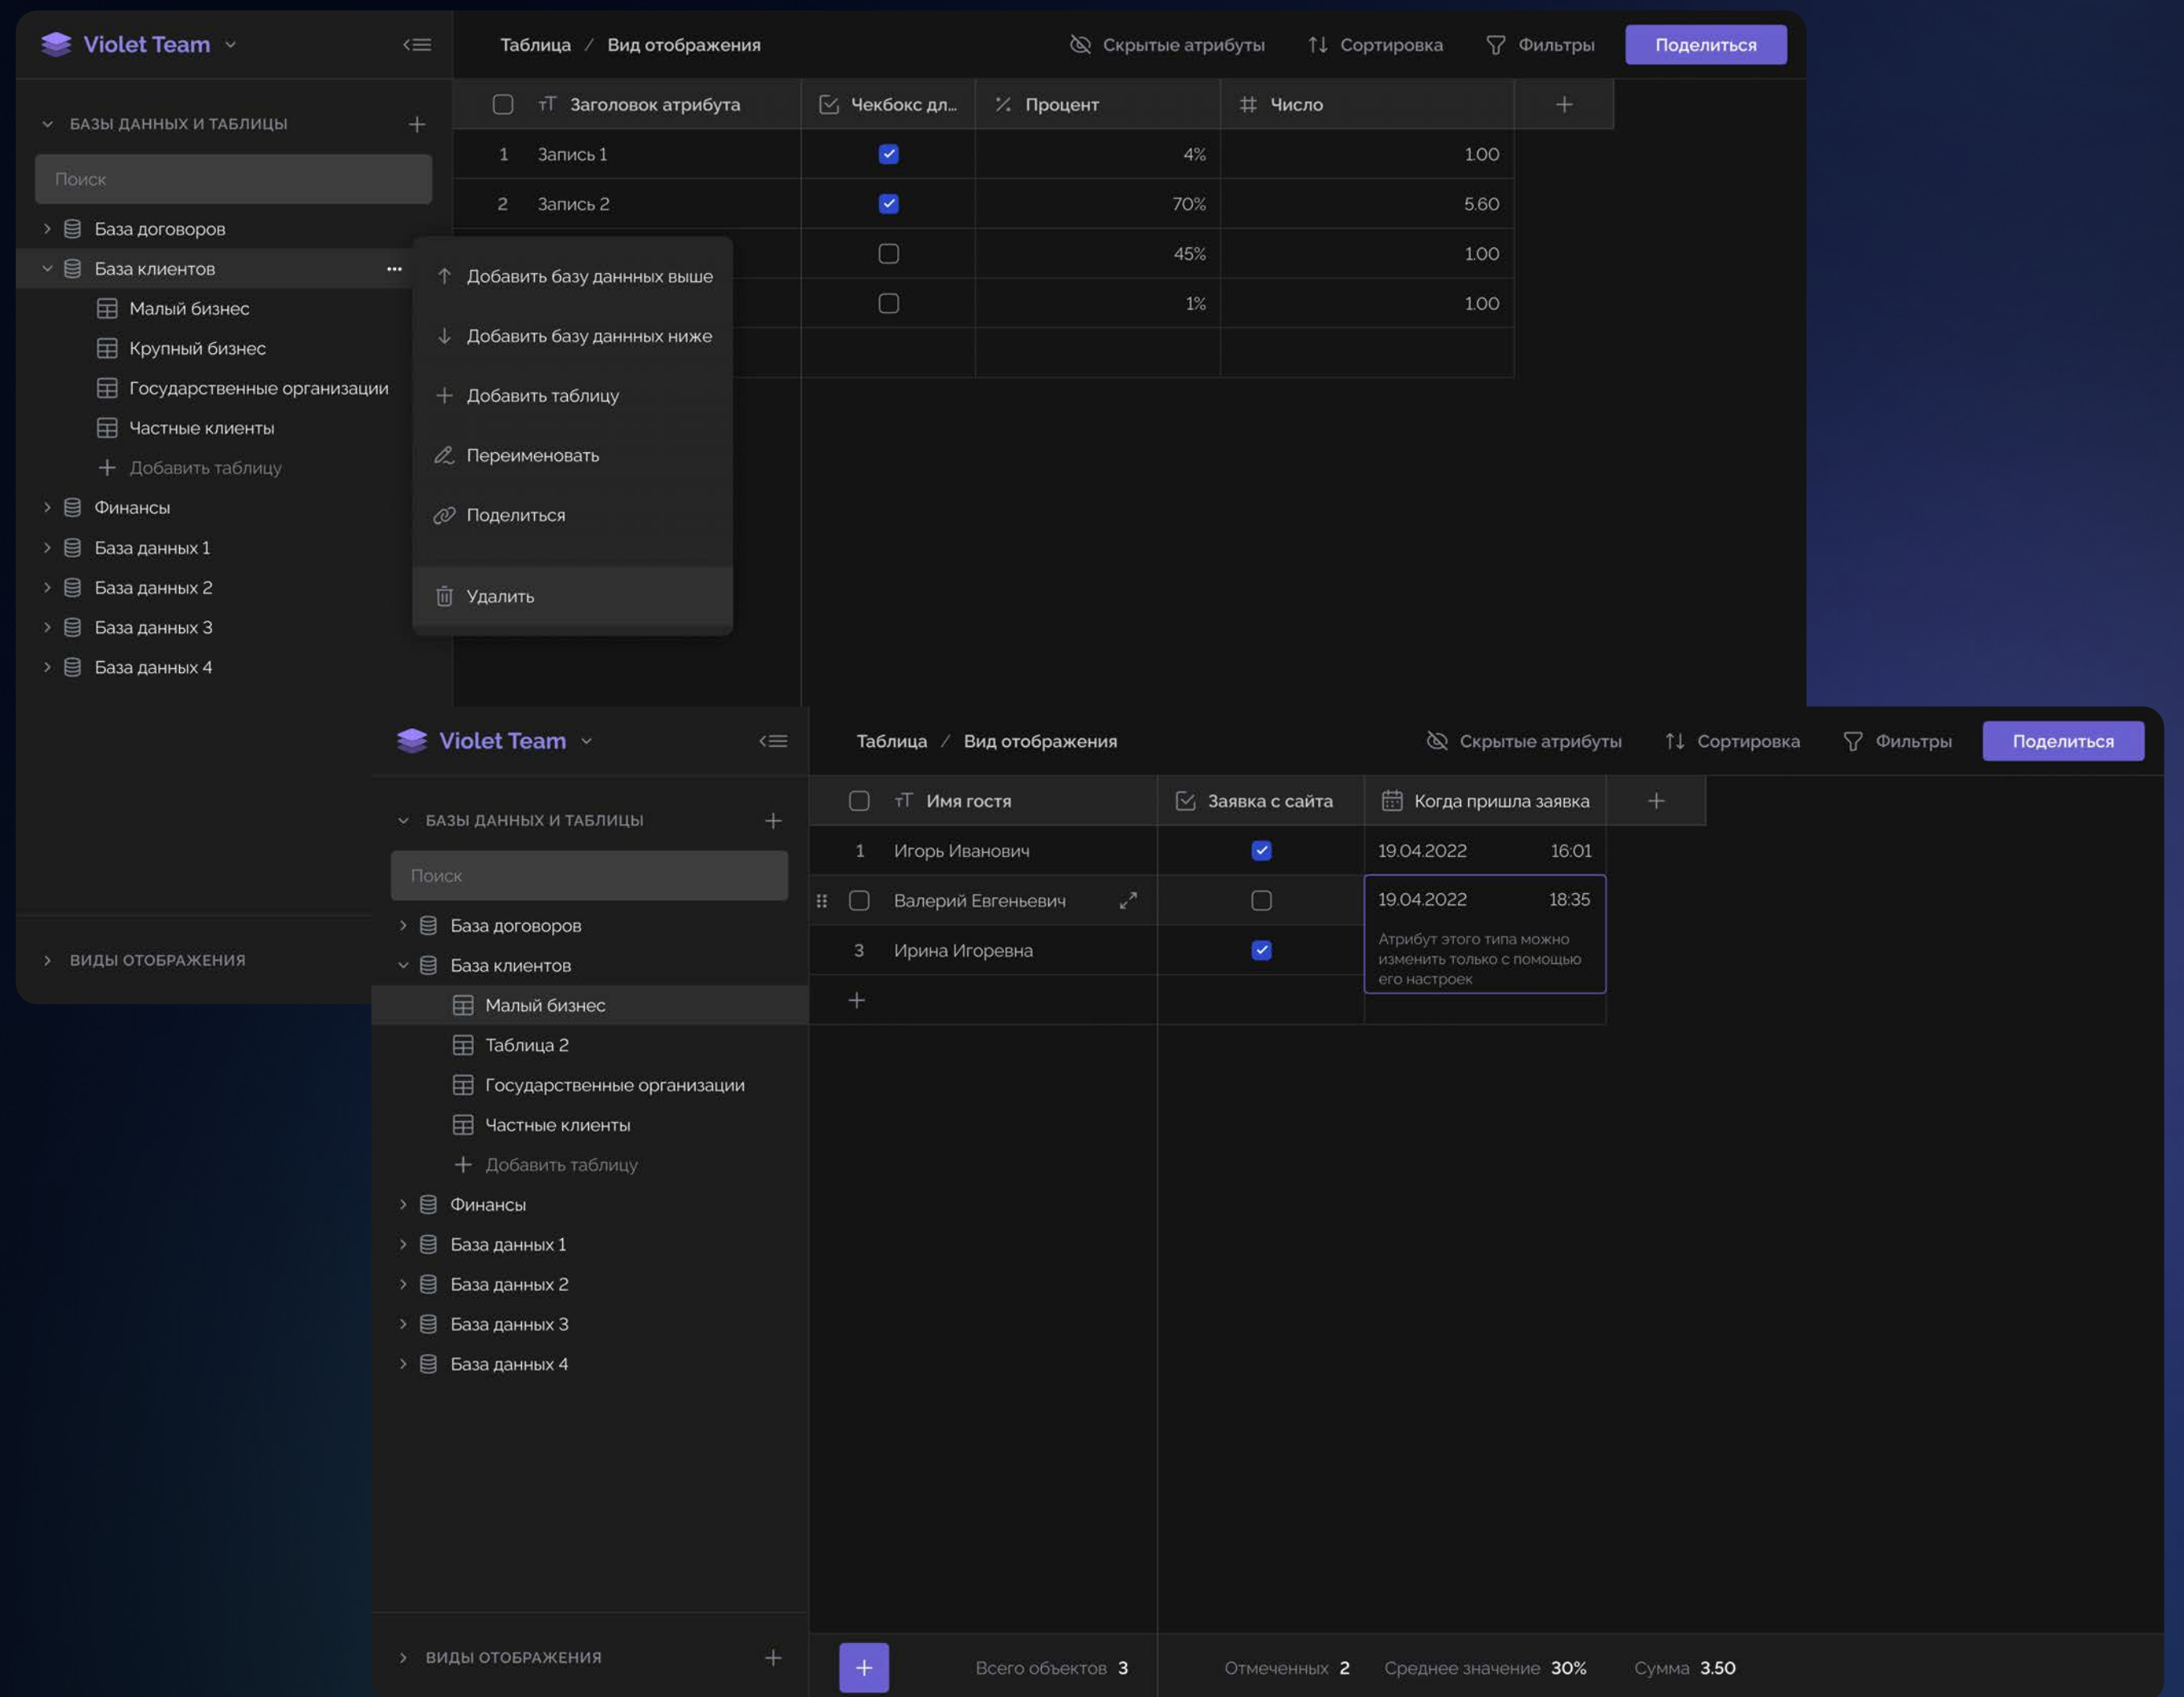 Violet Team
Таблица / Вид отображения
Скрытые атрибуты
Сортировка
Фильтры
Поделиться
БАЗЫ ДАННЫХ И ТАБЛИЦЫ
Поиск
База договоров
База клиентов
Малый бизнес
Крупный бизнес
Государственные организации
Частные клиенты
Добавить таблицу
Финансы
База данных 1
База данных 2
База данных 3
База данных 4
ВИДЫ ОТОБРАЖЕНИЯ
Добавить базу даннных выше
Добавить базу даннных ниже
Добавить таблицу
Переименовать
Поделиться
Удалить
Заголовок атрибута Чекбокс дл... Процент Число
1 Запись 1 4% 1.00
2 Запись 2 70% 5.60
45% 1.00
1% 1.00
Violet Team
Таблица / Вид отображения
Скрытые атрибуты
Сортировка
Фильтры
Поделиться
БАЗЫ ДАННЫХ И ТАБЛИЦЫ
Поиск
База договоров
База клиентов
Малый бизнес
Таблица 2
Государственные организации
Частные клиенты
Добавить таблицу
Финансы
База данных 1
База данных 2
База данных 3
База данных 4
ВИДЫ ОТОБРАЖЕНИЯ
Имя гостя Заявка с сайта Когда пришла заявка
1 Игорь Иванович 19.04.2022 16:01
Валерий Евгеньевич 19.04.2022 18:35
Атрибут этого типа можно
изменить только с помощью
его настроек
3 Ирина Игоревна
Всего объектов 3 Отмеченных 2 Среднее значение 30% Сумма 3.50